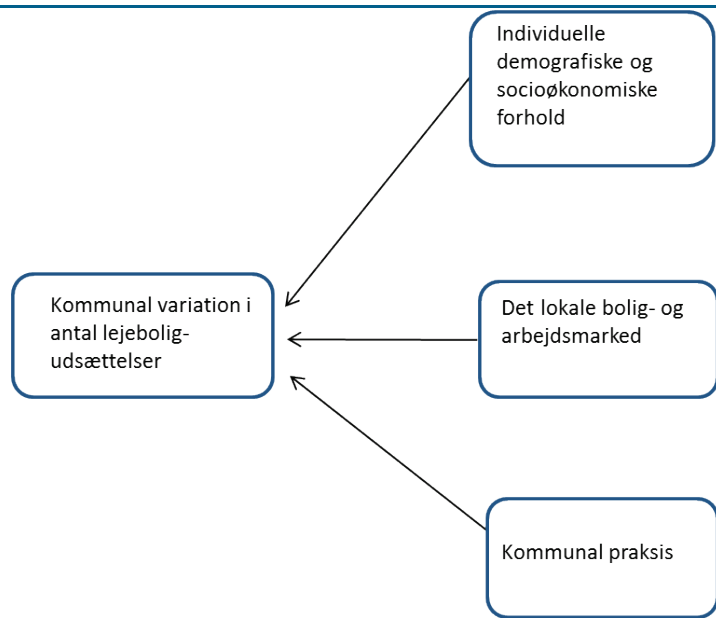 Individuelle
demografiske og
socioøkonomiske
forhold
Kommunal variation i
antal lejebolig-
udsættelser
Det lokale bolig- og
arbejdsmarked
Kommunal praksis